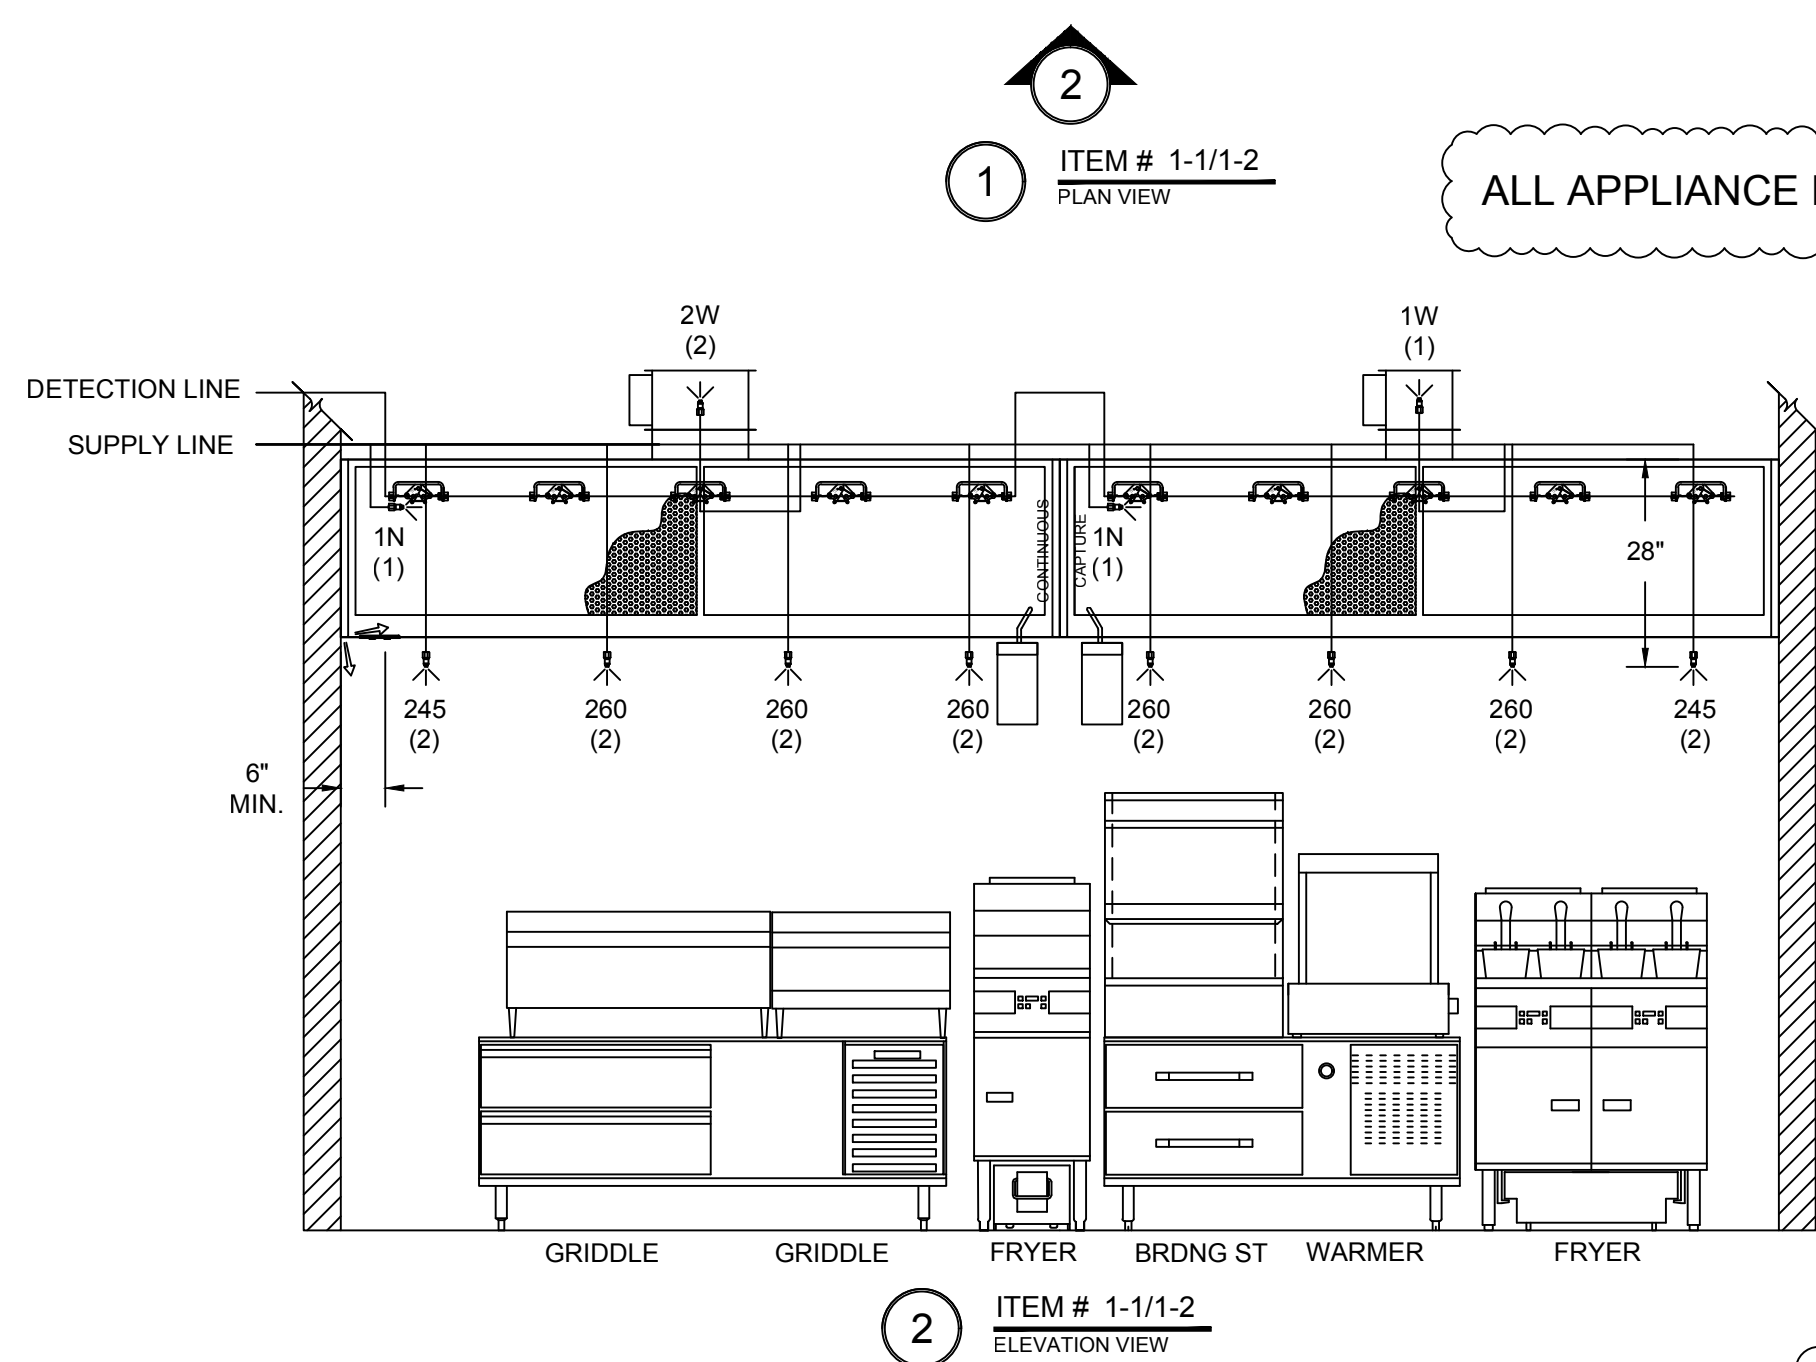 2
1
ITEM # 1-1/1-2
PLAN VIEW
ALL APPLIANCE
2W
(2)
1W
(1)
DETECTION LINE
SUPPLY LINE
1N
(1)
CONTINUOUS
CAPTURE
1N
(1)
28"
245
(2)
260
(2)
260
(2)
260
(2)
260
(2)
260
(2)
260
(2)
245
(2)
6"
MIN.
GRIDDLE GRIDDLE FRYER BRDNG ST WARMER FRYER
2
ITEM # 1-1/1-2
ELEVATION VIEW